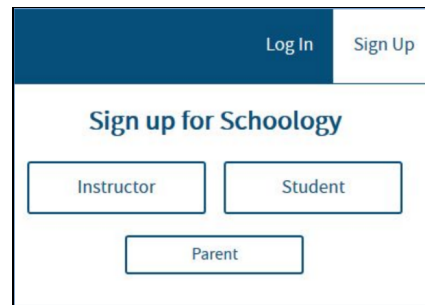 Log In Sign Up
Sign up for Schoology
Instructor Student
Parent